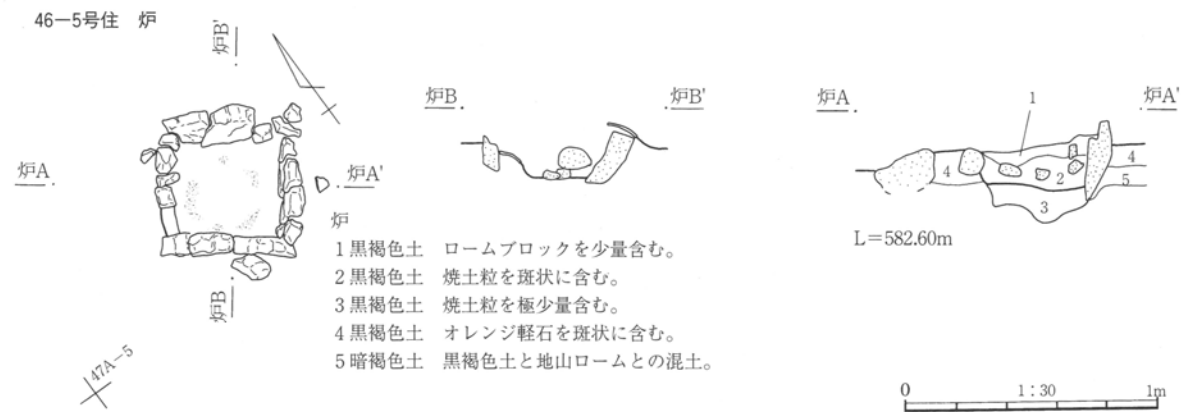 46-5号住 炉
炉B'
炉A
炉A'
炉B
47A-5
炉B
炉B'
炉A
炉A'
1
4
2
3
4
5
L=582.60m
炉
1 黒褐色土 ロームブロックを少量含む。
2 黒褐色土 焼土粒を斑状に含む。
3 黒褐色土 焼土粒を極少量含む。
4 黒褐色土 オレンジ軽石を斑状に含む。
5 暗褐色土 黒褐色土と地山ロームとの混土。
0 1:30 1m